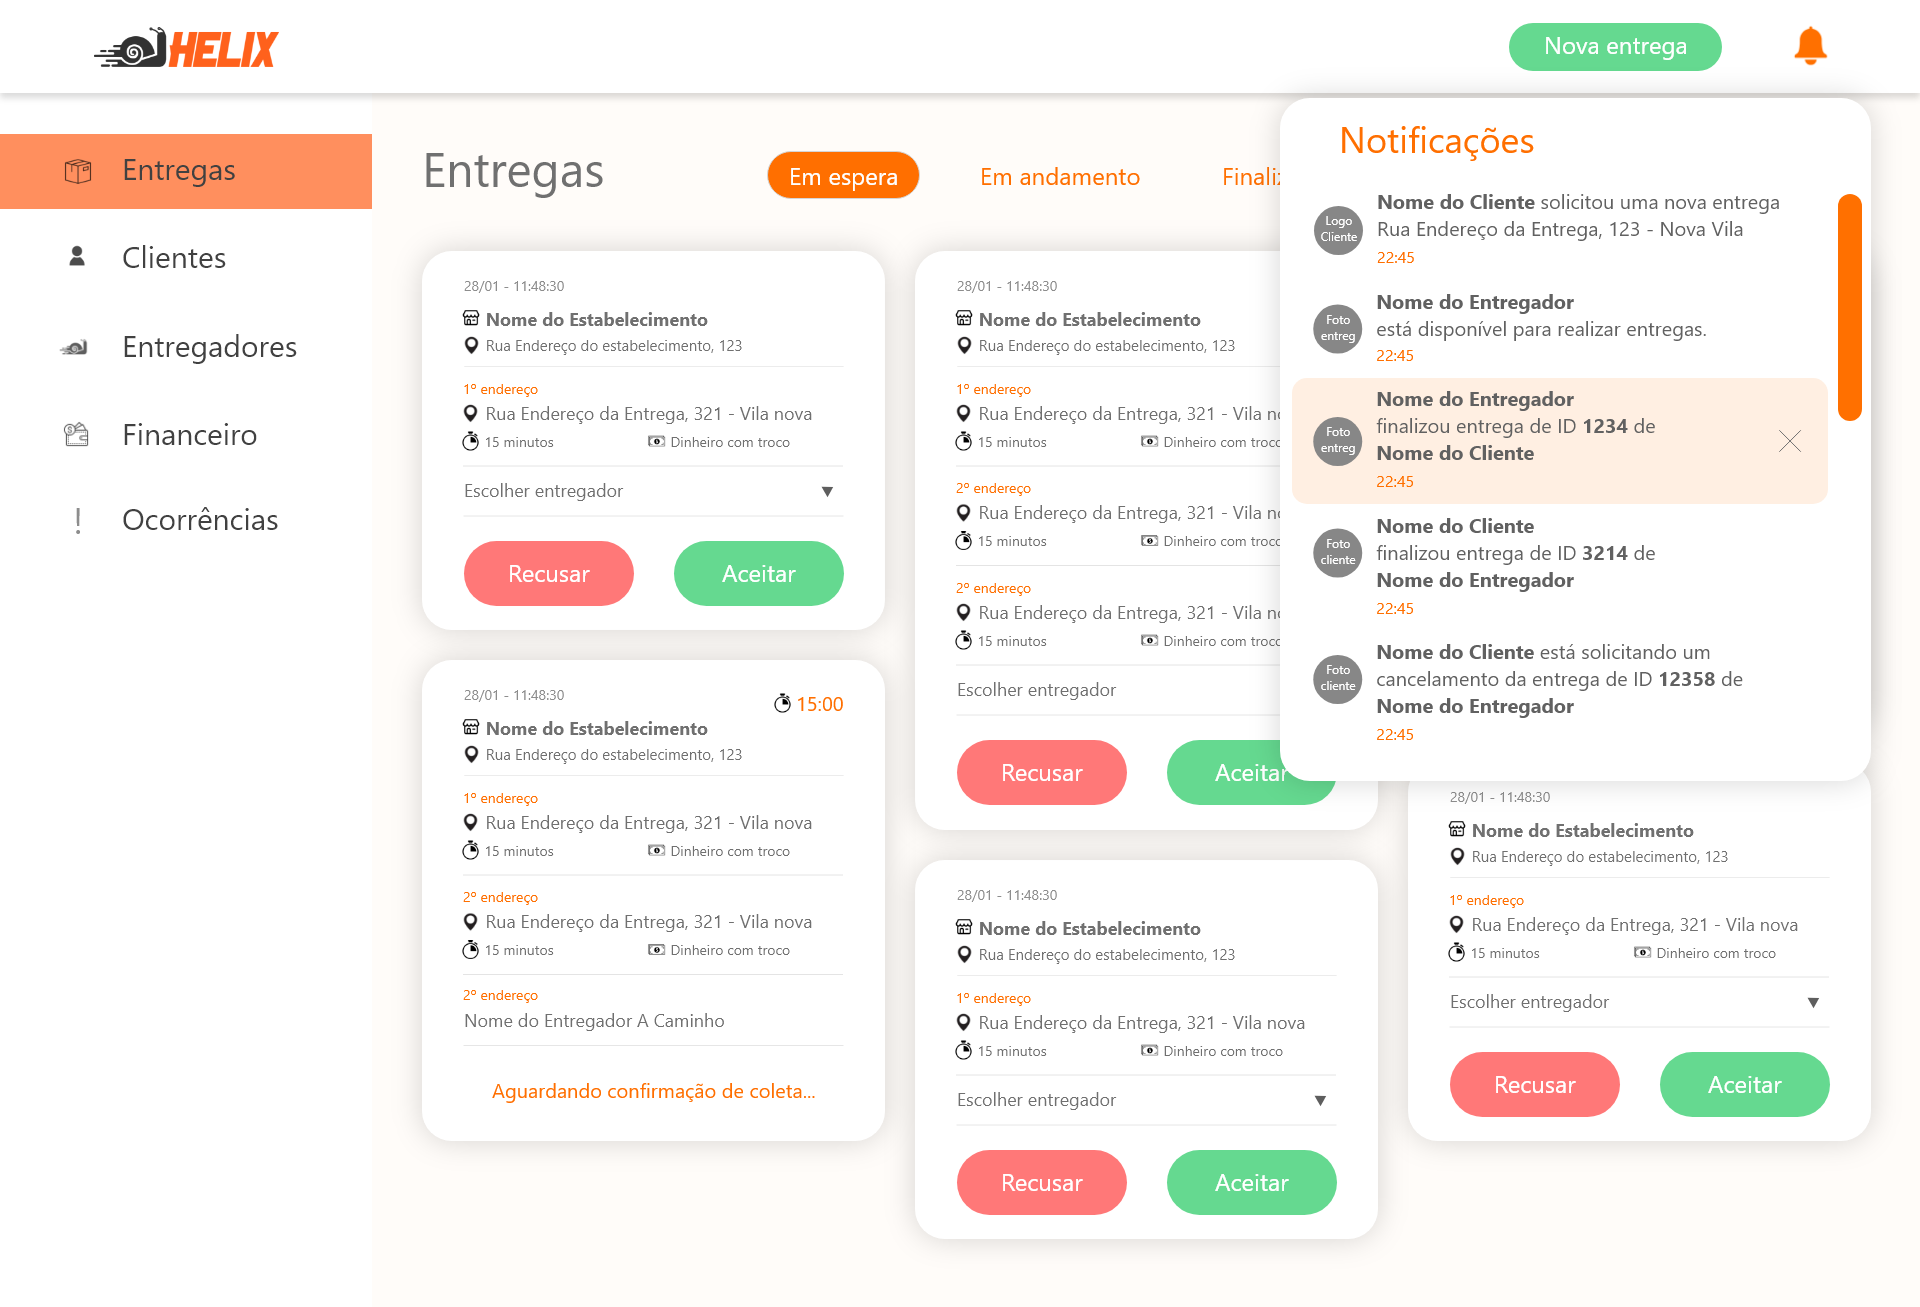 HELIX
Nova entrega
Entregas
Clientes
Entregadores
Financeiro
Ocorrências
Entregas
Em espera
Em andamento
28/01 - 11:48:30
Nome do Estabelecimento
Rua Endereço do estabelecimento, 123
1º endereço
Rua Endereço da Entrega, 321 - Vila nova
15 minutos
Dinheiro com troco
Escolher entregador
Recusar
Aceitar
28/01 - 11:48:30
15:00
Nome do Estabelecimento
Rua Endereço do estabelecimento, 123
1º endereço
Rua Endereço da Entrega, 321 - Vila nova
15 minutos
Dinheiro com troco
2º endereço
Rua Endereço da Entrega, 321 - Vila nova
15 minutos
Dinheiro com troco
2º endereço
Nome do Entregador A Caminho
Aguardando confirmação de coleta...
28/01 - 11:48:30
Nome do Estabelecimento
Rua Endereço do estabelecimento, 123
1º endereço
Rua Endereço da Entrega, 321 - Vila
15 minutos
Dinheiro com troco
2º endereço
Rua Endereço da Entrega, 321 - Vila
15 minutos
Dinheiro com troco
2º endereço
Rua Endereço da Entrega, 321 - Vila
15 minutos
Dinheiro com troco
Escolher entregador
Recusar
Aceitar
28/01 - 11:48:30
Nome do Estabelecimento
Rua Endereço do estabelecimento, 123
1º endereço
Rua Endereço da Entrega, 321 - Vila nova
15 minutos
Dinheiro com troco
Escolher entregador
Recusar
Aceitar
Notificações
Logo
Cliente
Nome do Cliente solicitou uma nova entrega
Rua Endereço da Entrega, 123 - Nova Vila
22:45
Foto
entreg
Nome do Entregador
está disponível para realizar entregas.
22:45
Foto
entreg
Nome do Entregador
finalizou entrega de ID 1234 de
Nome do Cliente
22:45
Foto
cliente
Nome do Cliente
finalizou entrega de ID 3214 de
Nome do Entregador
22:45
Foto
cliente
Nome do Cliente está solicitando um
cancelamento da entrega de ID 12358 de
Nome do Entregador
22:45
28/01 - 11:48:30
Nome do Estabelecimento
Rua Endereço do estabelecimento, 123
1º endereço
Rua Endereço da Entrega, 321 - Vila nova
15 minutos
Dinheiro com troco
Escolher entregador
Recusar
Aceitar